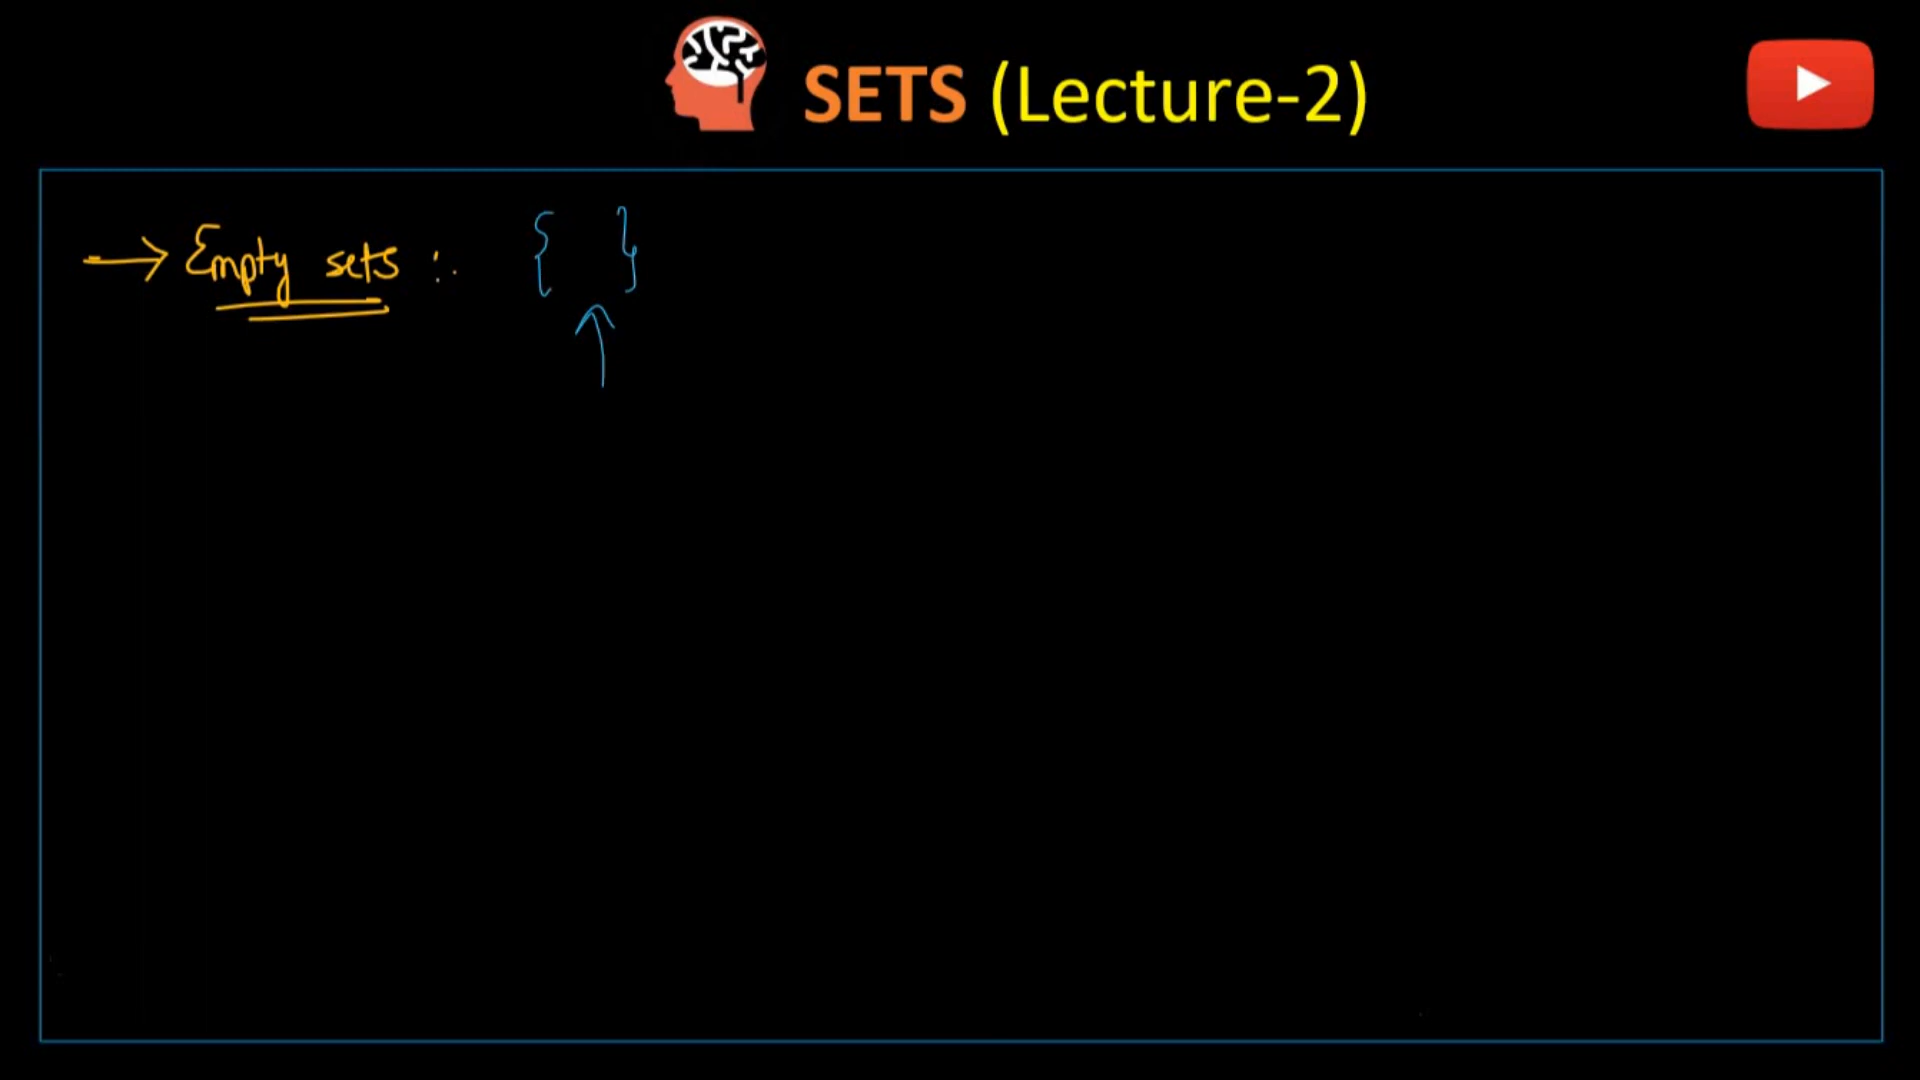 SETS (Lecture-2)
→ Empty sets :- { }